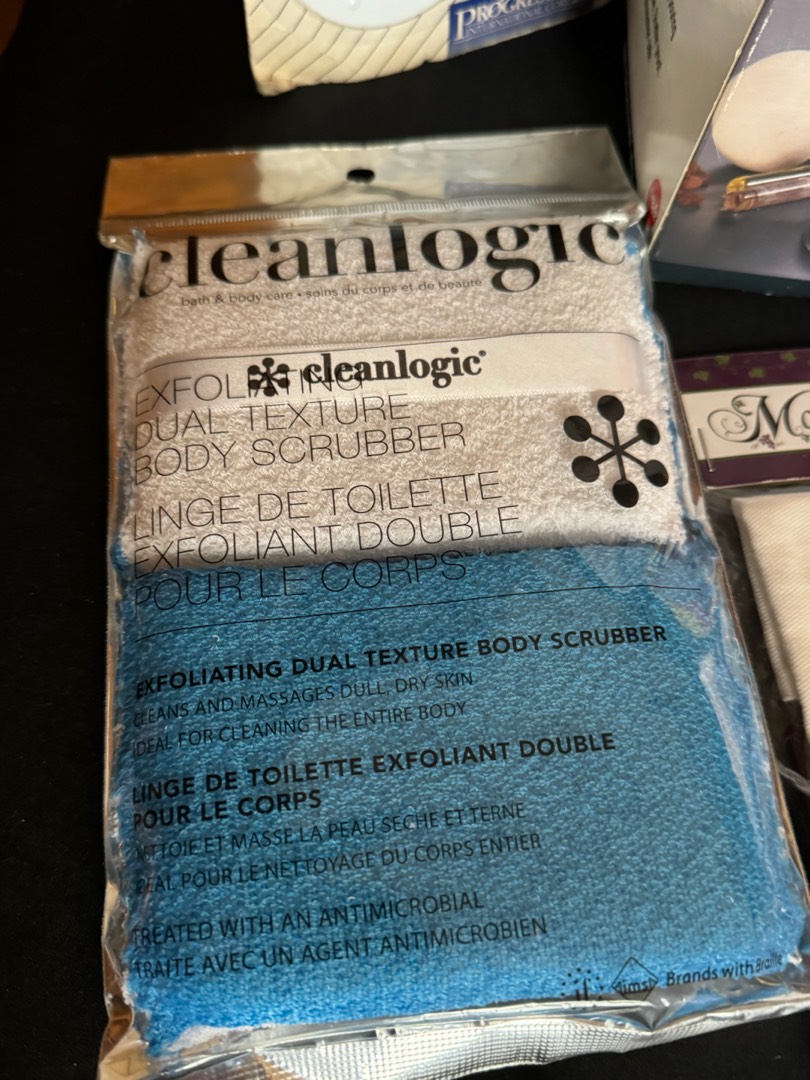 PROGRE
cleanlogic
bath & body care • soins du corps et de beauté
cleanlogic®
EXFOLIATING
DUAL TEXTURE
BODY SCRUBBER
LINGE DE TOILETTE
EXFOLIANT DOUBLE
POUR LE CORPS
EXFOLIATING DUAL TEXTURE BODY SCRUBBER
CLEANS AND MASSAGES DULL, DRY SKIN
IDEAL FOR CLEANING THE ENTIRE BODY
LINGE DE TOILETTE EXFOLIANT DOUBLE
POUR LE CORPS
NETTOIE ET MASSE LA PEAU SECHE ET TERNE
IDEAL POUR LE NETTOYAGE DU CORPS ENTIER
TREATED WITH AN ANTIMICROBIAL
TRAITE AVEC UN AGENT ANTIMICROBIEN
Brands with Braille